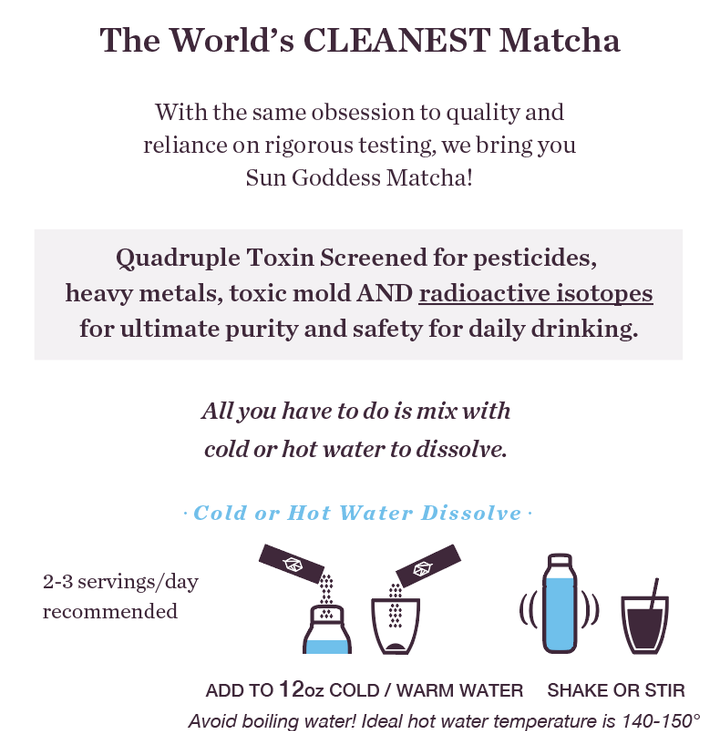 The World’s CLEANEST Matcha
With the same obsession to quality and
reliance on rigorous testing, we bring you
Sun Goddess Matcha!
Quadruple Toxin Screened for pesticides,
heavy metals, toxic mold AND radioactive isotopes
for ultimate purity and safety for daily drinking.
All you have to do is mix with
cold or hot water to dissolve.
· Cold or Hot Water Dissolve ·
2-3 servings/day
recommended
ADD TO 12oz COLD / WARM WATER
SHAKE OR STIR
Avoid boiling water! Ideal hot water temperature is 140-150°